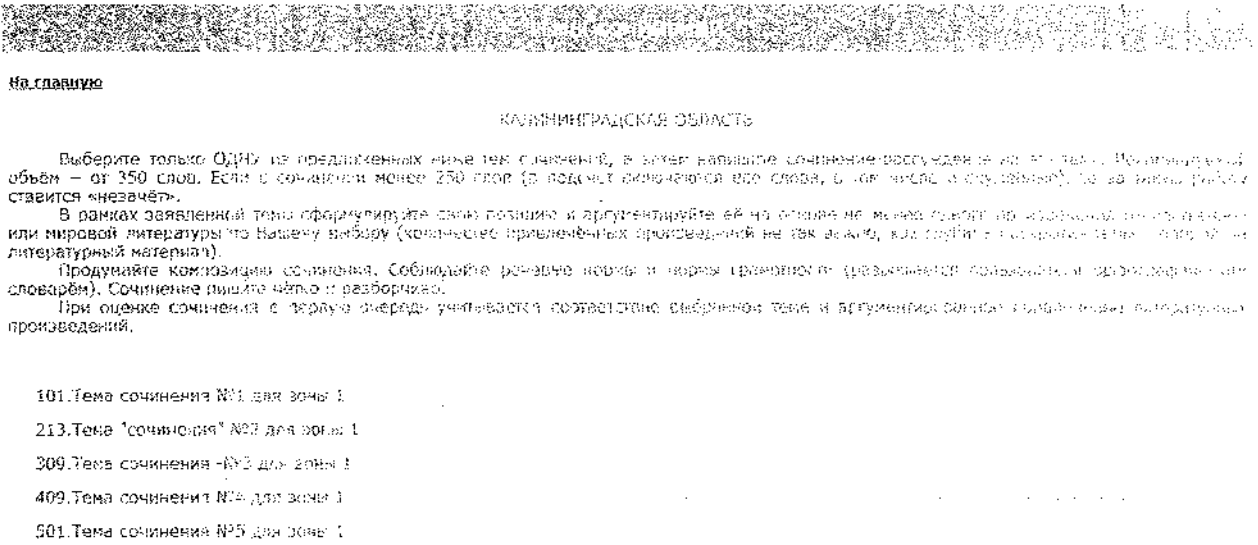 На главную
КАЛИНИНГРАДСКАЯ ОБЛАСТЬ
Выберите только ОДНУ из предложенных ниже тем сочинений, а затем напишите сочинение-рассуждение на эту тему.
объём – от 350 слов. Если в сочинении менее 250 слов (в подсчёт включаются все слова, в том числе и служебные), то за работу
ставится «незачёт».
В рамках заявленной темы сформулируйте свою позицию и аргументируйте её на основе не менее одного
или мировой литературы по Вашему выбору (количество привлечённых произведений не так важно, как
литературный материал).
Продумайте композицию сочинения. Соблюдайте речевые нормы и нормы грамотности (разрешается пользоваться орфографическим
словарём). Сочинение пишите чётко и разборчиво.
При оценке сочинения в первую очередь учитывается соответствие выбранной теме и аргументированное литературных
произведений.
101.Тема сочинения №1 для зоны 1
213.Тема "сочинения" №2 для зоны 1
309.Тема сочинения -№3 для зоны 1
409.Тема сочинения №4 для зоны 1
501.Тема сочинения №5 для зоны 1